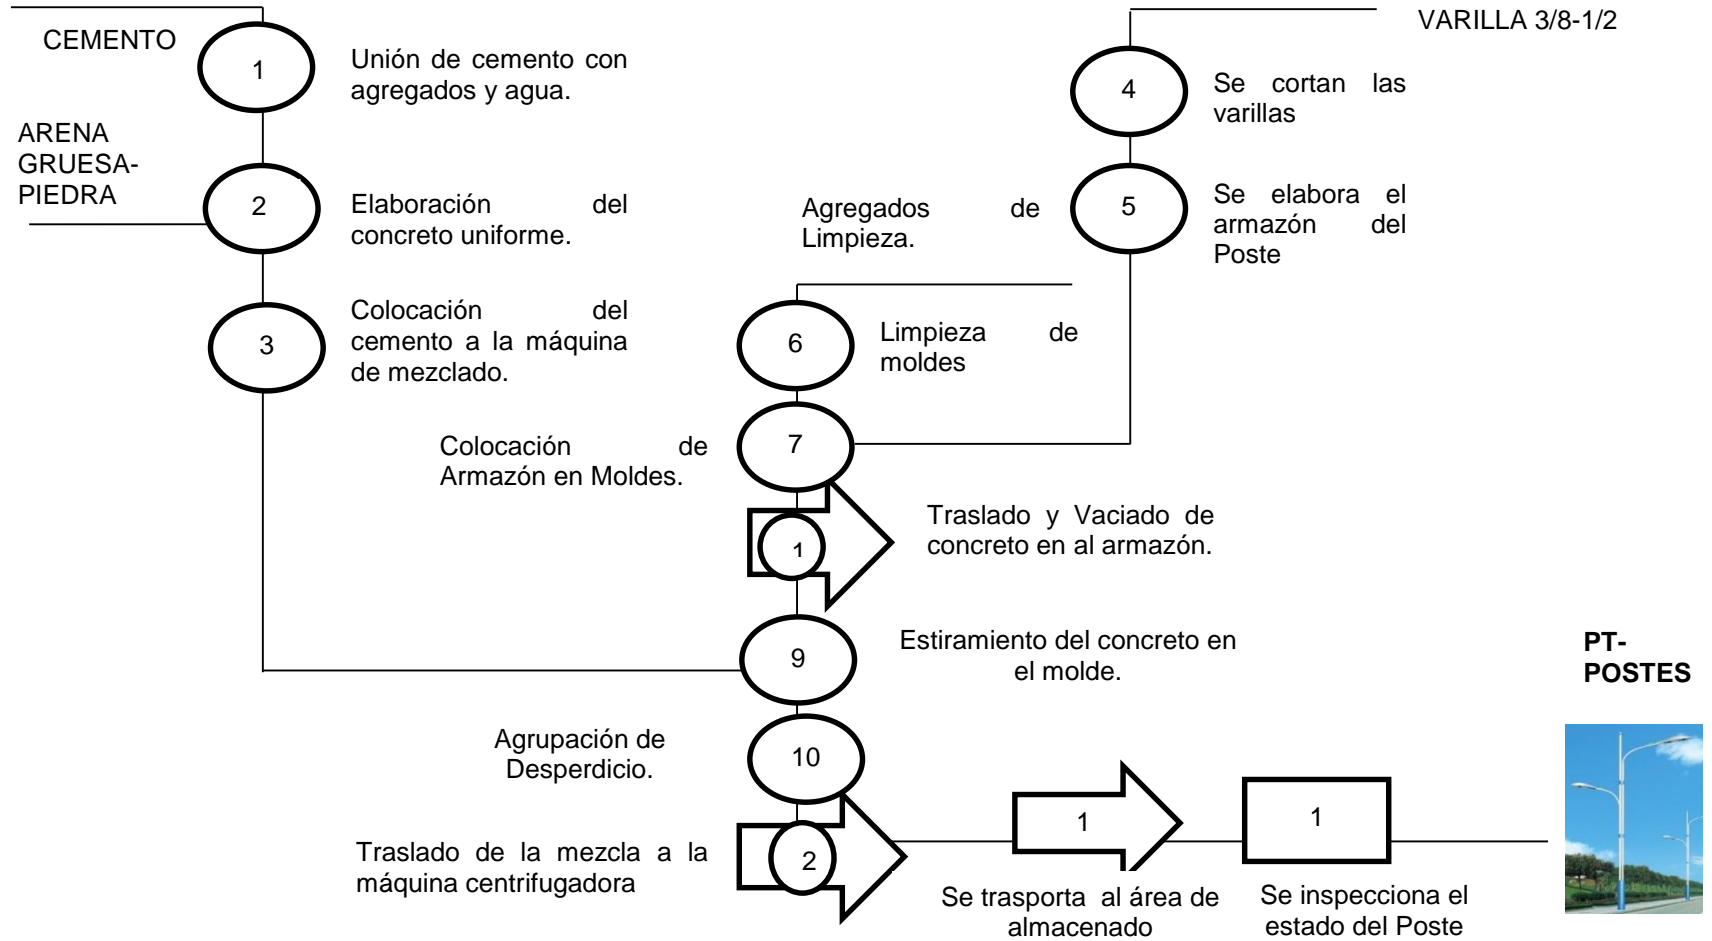 CEMENTO
1
Unión de cemento con
agregados y agua.
ARENA
GRUESA-
PIEDRA
2
Elaboración del
concreto uniforme.
3
Colocación del
cemento a la máquina
de mezclado.
VARILLA 3/8-1/2
4
Se cortan las
varillas
5
Se elabora el
armazón del
Poste
Agregados de
Limpieza.
6
Limpieza de
moldes
7
Colocación de
Armazón en Moldes.
1
Traslado y Vaciado de
concreto en al armazón.
9
Estiramiento del concreto en
el molde.
10
Agrupación de
Desperdicio.
2
Traslado de la mezcla a la
máquina centrifugadora
1
Se trasporta al área de
almacenado
1
Se inspecciona el
estado del Poste
PT-
POSTES